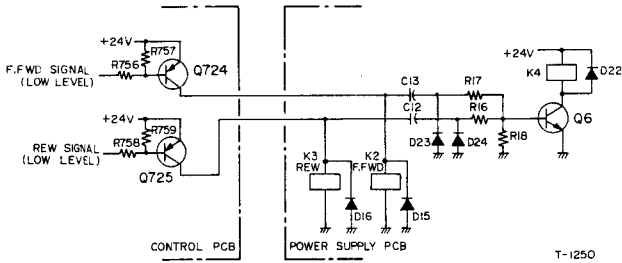 +24V
R757
R756
Q724
F.FWD SIGNAL
(LOW LEVEL)
+24V
R759
R758
Q725
REW SIGNAL
(LOW LEVEL)
C13
R17
C12
R16
+24V
K4
D22
Q6
D23
D24
R18
K3
REW
K2
F.FWD
D16
D15
CONTROL PCB
POWER SUPPLY PCB
T-1250